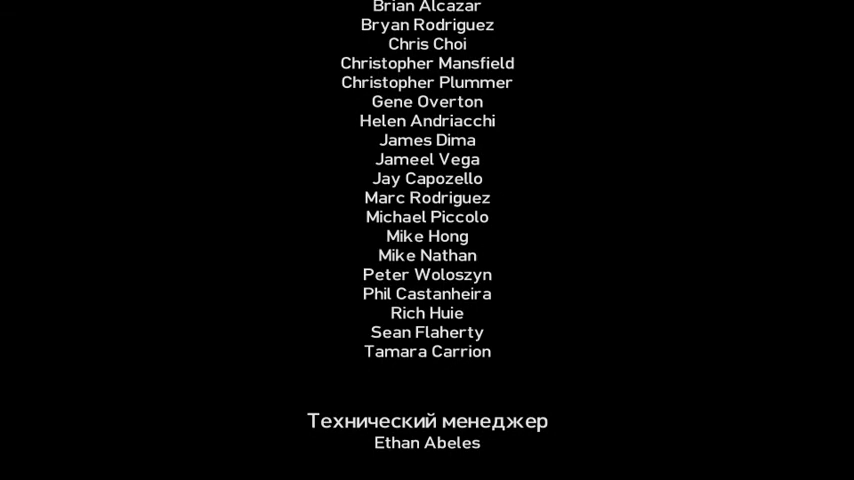 Brian Alcazar
Bryan Rodriguez
Chris Choi
Christopher Mansfield
Christopher Plummer
Gene Overton
Helen Andriacchi
James Dima
Jameel Vega
Jay Capozello
Marc Rodriguez
Michael Piccolo
Mike Hong
Mike Nathan
Peter Woloszyn
Phil Castanheira
Rich Huie
Sean Flaherty
Tamara Carrion
Технический менеджер
Ethan Abeles